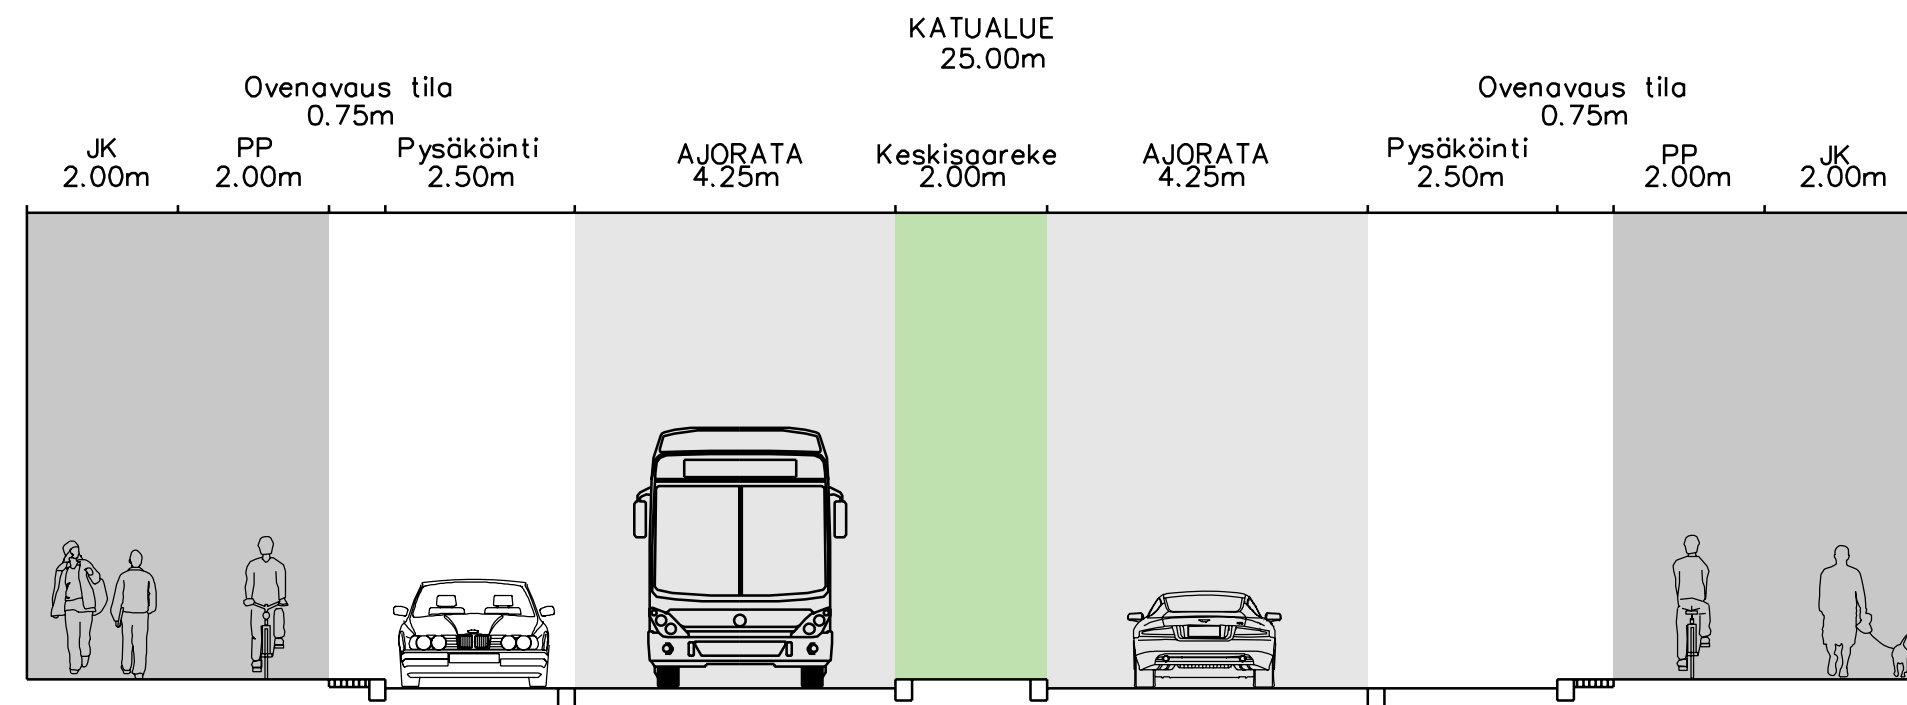 KATUALUE
25.00m
Ovenavaus tila
0.75m
Ovenavaus tila
0.75m
JK
2.00m
PP
2.00m
Pysäköinti
2.50m
AJORATA
4.25m
Keskisaareke
2.00m
AJORATA
4.25m
Pysäköinti
2.50m
PP
2.00m
JK
2.00m